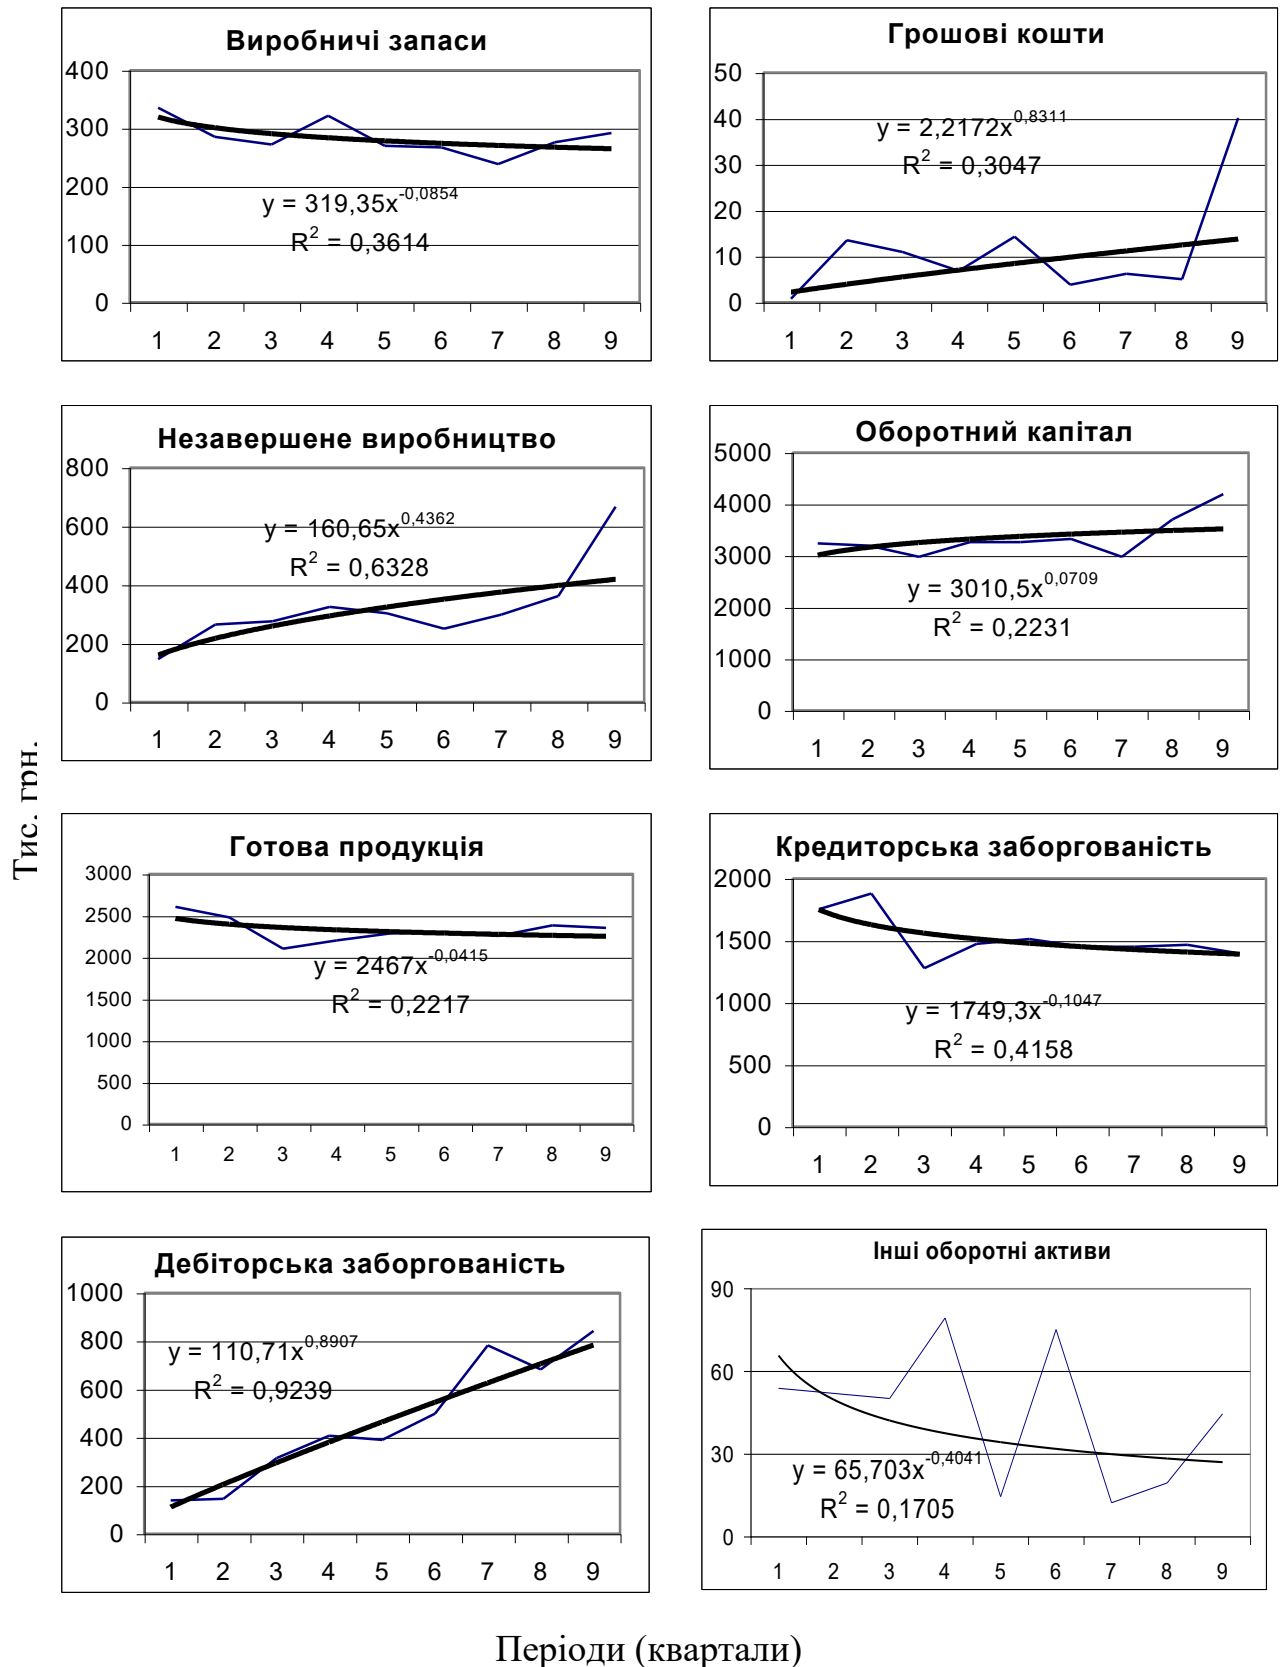 Виробничі запаси
400
300
200
100
0
y = 319,35x^-0,0854
R² = 0,3614
1 2 3 4 5 6 7 8 9
Грошові кошти
50
40
30
20
10
0
y = 2,2172x^0,8311
R² = 0,3047
1 2 3 4 5 6 7 8 9
Незавершене виробництво
800
600
400
200
0
y = 160,65x^0,4362
R² = 0,6328
1 2 3 4 5 6 7 8 9
Оборотний капітал
5000
4000
3000
2000
1000
0
y = 3010,5x^0,0709
R² = 0,2231
1 2 3 4 5 6 7 8 9
Тис. грн.
Готова продукція
3000
2500
2000
1500
1000
500
0
y = 2467x^-0,0415
R² = 0,2217
1 2 3 4 5 6 7 8 9
Кредиторська заборгованість
2000
1500
1000
500
0
y = 1749,3x^-0,1047
R² = 0,4158
1 2 3 4 5 6 7 8 9
Дебіторська заборгованість
1000
800
600
400
200
0
y = 110,71x^0,8907
R² = 0,9239
1 2 3 4 5 6 7 8 9
Інші оборотні активи
90
60
30
0
y = 65,703x^-0,4041
R² = 0,1705
1 2 3 4 5 6 7 8 9
Періоди (квартали)